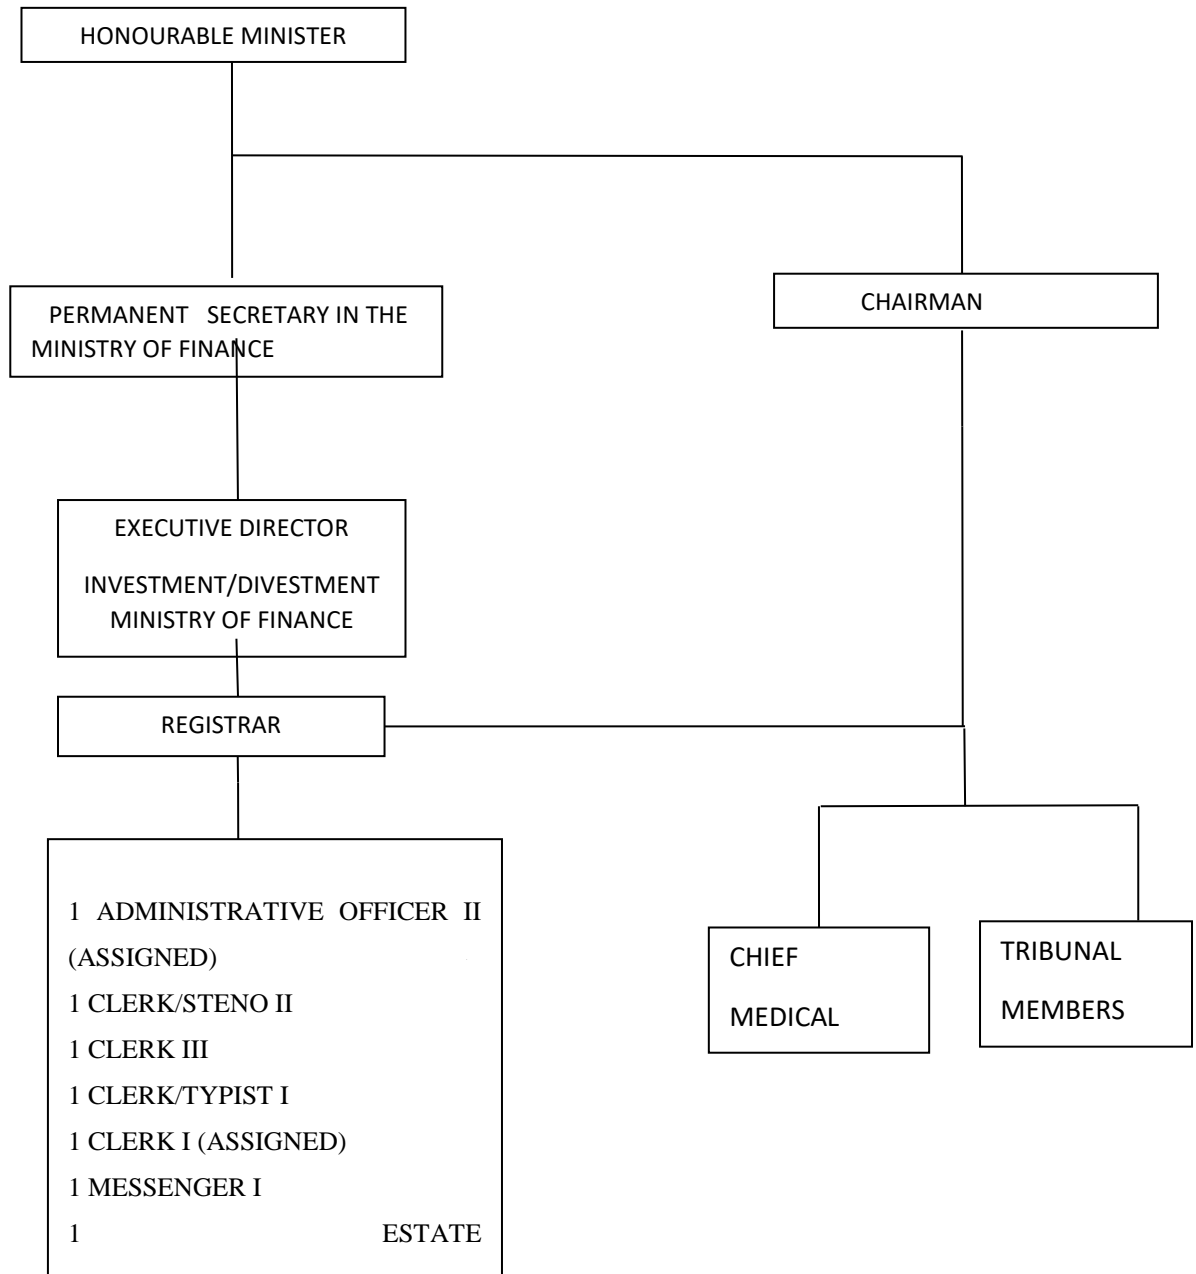 HONOURABLE MINISTER
PERMANENT SECRETARY IN THE
MINISTRY OF FINANCE
CHAIRMAN
EXECUTIVE DIRECTOR
INVESTMENT/DIVESTMENT
MINISTRY OF FINANCE
REGISTRAR
1 ADMINISTRATIVE OFFICER II
(ASSIGNED)
1 CLERK/STENO II
1 CLERK III
1 CLERK/TYPIST I
1 CLERK I (ASSIGNED)
1 MESSENGER I
1 ESTATE
CHIEF
MEDICAL
TRIBUNAL
MEMBERS